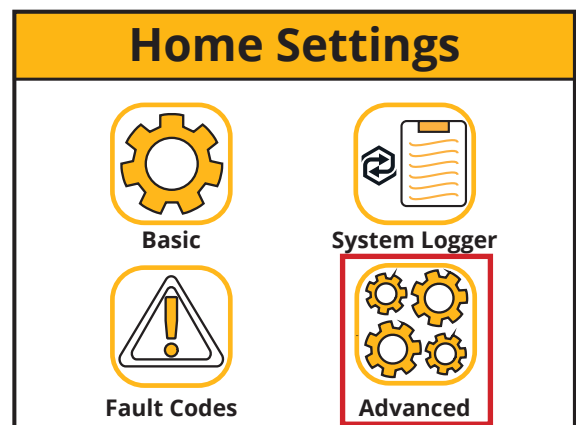 Home Settings
Basic
System Logger
Fault Codes
Advanced